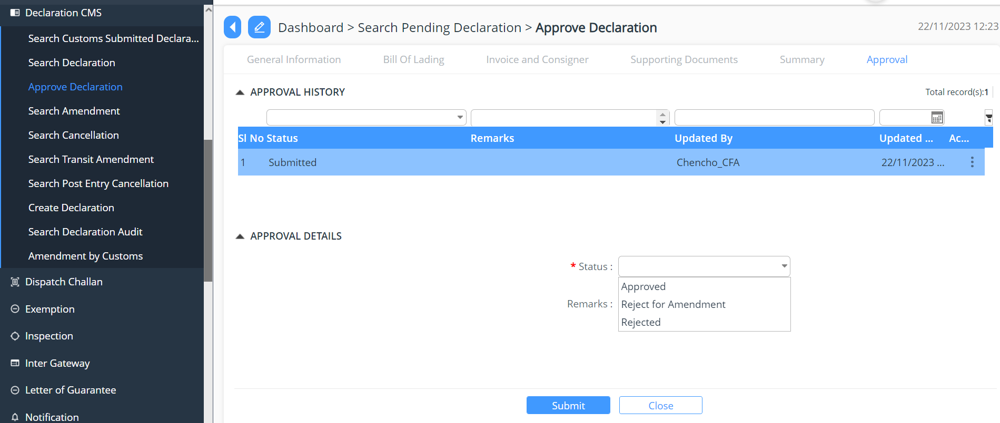 Declaration CMS
Search Customs Submitted Declara...
Search Declaration
Approve Declaration
Search Amendment
Search Cancellation
Search Transit Amendment
Search Post Entry Cancellation
Create Declaration
Search Declaration Audit
Amendment by Customs
Dispatch Challan
Exemption
Inspection
Inter Gateway
Letter of Guarantee
Notification
Dashboard > Search Pending Declaration > Approve Declaration
22/11/2023 12:23
General Information Bill Of Lading Invoice and Consigner Supporting Documents Summary Approval
APPROVAL HISTORY
Total record(s):1
Sl No Status Remarks Updated By Updated ... Ac...
1 Submitted Chencho_CFA 22/11/2023 ...
APPROVAL DETAILS
* Status :
Approved
Remarks : Reject for Amendment
Rejected
Submit Close